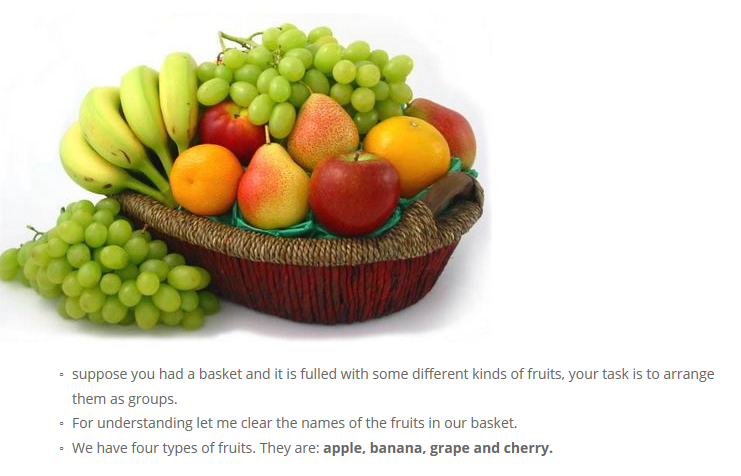 ◦ suppose you had a basket and it is fulled with some different kinds of fruits, your task is to arrange
them as groups.
◦ For understanding let me clear the names of the fruits in our basket.
◦ We have four types of fruits. They are: apple, banana, grape and cherry.